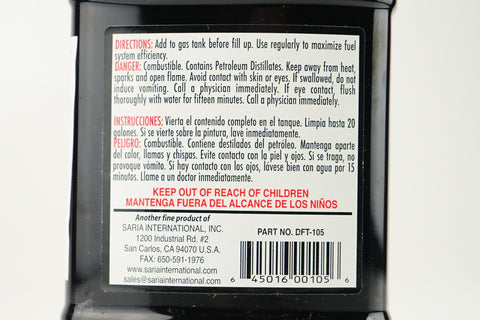 DIRECTIONS: Add to gas tank before fill up. Use regularly to maximize fuel
system efficiency.
DANGER: Combustible. Contains Petroleum Distillates. Keep away from heat,
sparks and open flame. Avoid contact with skin or eyes. If swallowed, do not
induce vomiting. Call a physician immediately. If eye contact, flush
thoroughly with water for fifteen minutes. Call a physician immediately.
INSTRUCCIONES: Vierta el contenido completo en el tanque. Limpia hasta 20
galones. Si se vierte sobre la pintura, lave inmediatamente.
PELIGRO: Combustible. Contiene destilados del petróleo. Mantenga aparte
del calor, llamas y chispas. Evite contacto con la piel y ojos. Si se traga, no
provoque vómito. Si hay contacto con los ojos, lávese bien con agua por 15
minutos. Llame a un doctor inmediatamente.
KEEP OUT OF REACH OF CHILDREN
MANTENGA FUERA DEL ALCANCE DE LOS NIÑOS
Another fine product of
SARIA INTERNATIONAL, INC.
1200 Industrial Rd. #2
San Carlos, CA 94070 U.S.A.
FAX: 650-591-1976
www.sariainternational.com
sales@sariainternational.com
PART NO. DFT-105
6 45016 00105 6